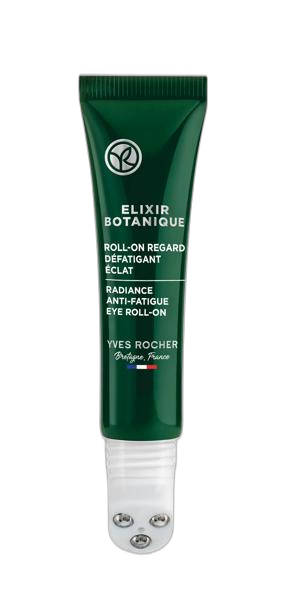 ELIXIR
BOTANIQUE
ROLL-ON REGARD
DÉFATIGANT
ÉCLAT
RADIANCE
ANTI-FATIGUE
EYE ROLL-ON
YVES ROCHER
Bretagne, France